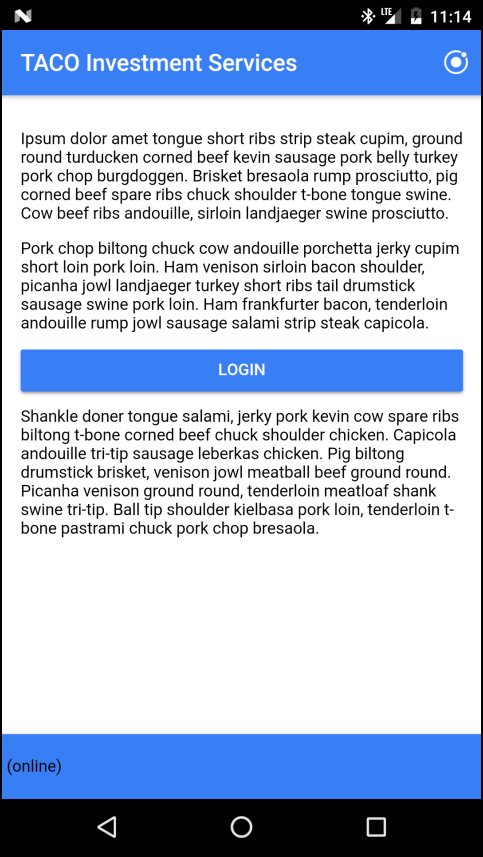 LTE 11:14
TACO Investment Services
Ipsum dolor amet tongue short ribs strip steak cupim, ground
round turducken corned beef kevin sausage pork belly turkey
pork chop burgdoggen. Brisket bresaola rump prosciutto, pig
corned beef spare ribs chuck shoulder t-bone tongue swine.
Cow beef ribs andouille, sirloin landjaeger swine prosciutto.
Pork chop biltong chuck cow andouille porchetta jerky cupim
short loin pork loin. Ham venison sirloin bacon shoulder,
picanha jowl landjaeger turkey short ribs tail drumstick
sausage swine pork loin. Ham frankfurter bacon, tenderloin
andouille rump jowl sausage salami strip steak capicola.
LOGIN
Shankle doner tongue salami, jerky pork kevin cow spare ribs
biltong t-bone corned beef chuck shoulder chicken. Capicola
andouille tri-tip sausage leberkas chicken. Pig biltong
drumstick brisket, venison jowl meatball beef ground round.
Picanha venison ground round, tenderloin meatloaf shank
swine tri-tip. Ball tip shoulder kielbasa pork loin, tenderloin t-
bone pastrami chuck pork chop bresaola.
(online)